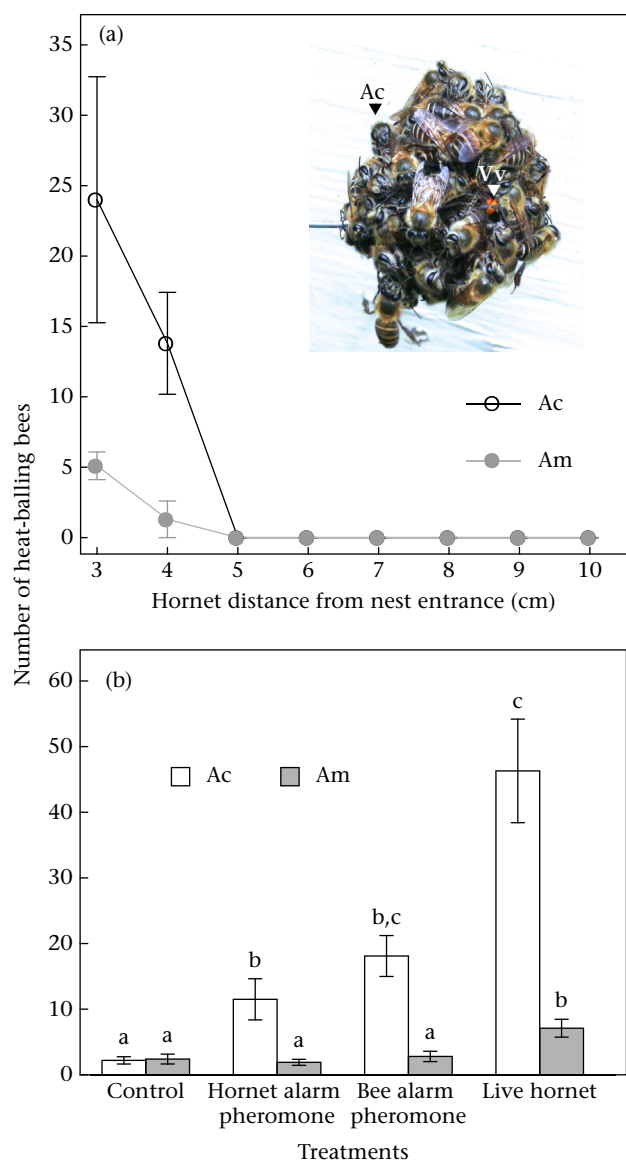 (a)
35
30
25
20
15
10
5
0
Ac
Vv
Ac
Am
3 4 5 6 7 8 9 10
Hornet distance from nest entrance (cm)
Number of heat-balling bees
(b)
60
50
40
30
20
10
0
Ac Am
a a b a b,c a c b
Control Hornet alarm pheromone Bee alarm pheromone Live hornet
Treatments